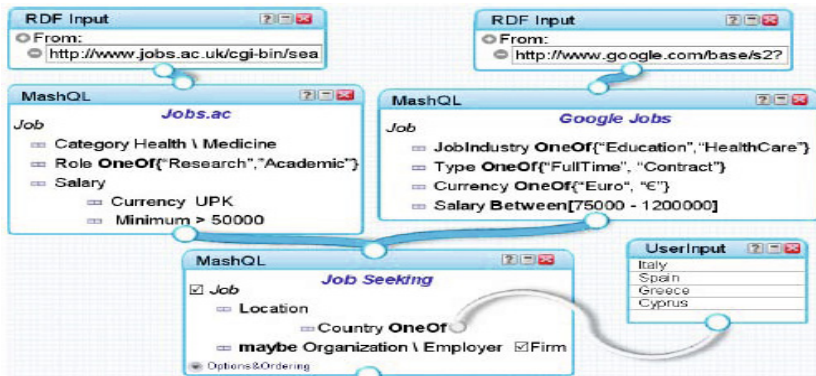 RDF Input
From:
http://www.jobs.ac.uk/cgi-bin/sea
RDF Input
From:
http://www.google.com/base/s2?
MashQL
Jobs.ac
Job
Category Health \ Medicine
Role OneOf{"Research","Academic"}
Salary
Currency UPK
Minimum > 50000
MashQL
Google Jobs
Job
JobIndustry OneOf{"Education","HealthCare"}
Type OneOf{"FullTime", "Contract"}
Currency OneOf{"Euro", "€"}
Salary Between[75000 - 1200000]
MashQL
Job Seeking
Job
Location
Country OneOf
maybe Organization \ Employer Firm
Options&Ordering
UserInput
Italy
Spain
Greece
Cyprus